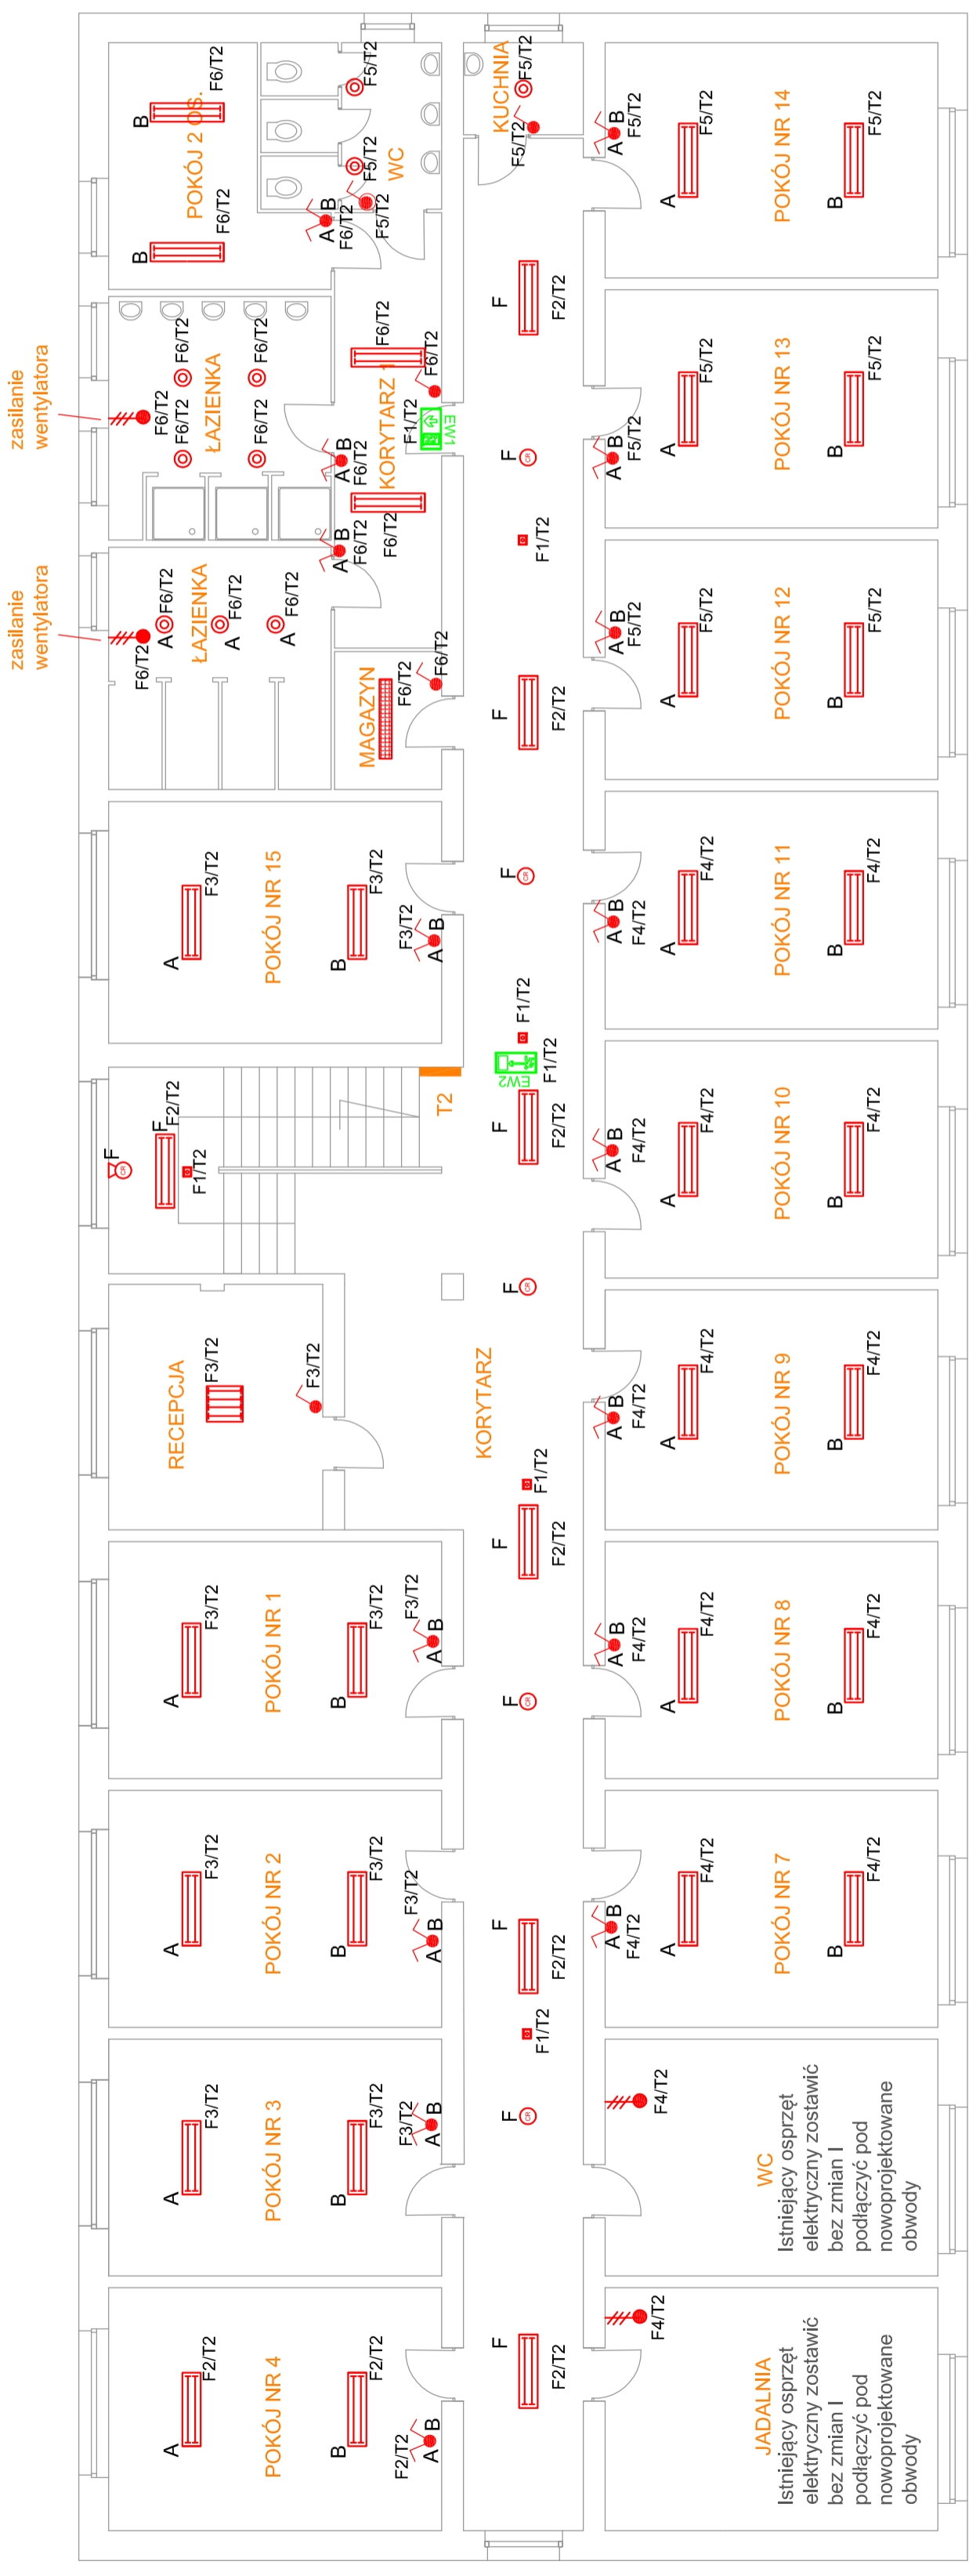 POKÓJ NR 4
A
F2/T2
B
F2/T2
F2/T2
A B
POKÓJ NR 3
A
F3/T2
B
F3/T2
F3/T2
A B
POKÓJ NR 2
A
F3/T2
B
F3/T2
F3/T2
A B
POKÓJ NR 1
A
F3/T2
B
F3/T2
F3/T2
A B
RECEPCJA
F3/T2
F3/T2
F
CR
F
F2/T2
F1/T2
T2
POKÓJ NR 15
A
F3/T2
B
F3/T2
F3/T2
A B
zasilanie
wentylatora
F6/T2
ŁAZIENKA
A
F6/T2
A
F6/T2
A
F6/T2
A B
F6/T2
MAGAZYN
F6/T2
F6/T2
zasilanie
wentylatora
F6/T2
ŁAZIENKA
F6/T2
F6/T2
F6/T2
F6/T2
A B
F6/T2
KORYTARZ 1
F6/T2
F6/T2
F6/T2
F1/T2
EW1
POKÓJ 2 OS.
B
F6/T2
B
F6/T2
A B
F6/T2
WC
F5/T2
F5/T2
F5/T2
KUCHNIA
F5/T2
F5/T2
KORYTARZ
F
F2/T2
F
CR
F1/T2
F
F2/T2
F
CR
F
F2/T2
F1/T2
F
CR
F
F2/T2
EW2
F1/T2
F1/T2
F
CR
F
F2/T2
F1/T2
F
CR
F
F2/T2
JADALNIA
Istniejący osprzęt
elektryczny zostawić
bez zmian I
podłączyć pod
nowoprojektowane
obwody
F4/T2
WC
Istniejący osprzęt
elektryczny zostawić
bez zmian I
podłączyć pod
nowoprojektowane
obwody
F4/T2
POKÓJ NR 7
A B
F4/T2
A
F4/T2
B
F4/T2
POKÓJ NR 8
A B
F4/T2
A
F4/T2
B
F4/T2
POKÓJ NR 9
A B
F4/T2
A
F4/T2
B
F4/T2
POKÓJ NR 10
A B
F4/T2
A
F4/T2
B
F4/T2
POKÓJ NR 11
A B
F4/T2
A
F4/T2
B
F4/T2
POKÓJ NR 12
A B
F5/T2
A
F5/T2
B
F5/T2
POKÓJ NR 13
A B
F5/T2
A
F5/T2
B
F5/T2
POKÓJ NR 14
A B
F5/T2
A
F5/T2
B
F5/T2